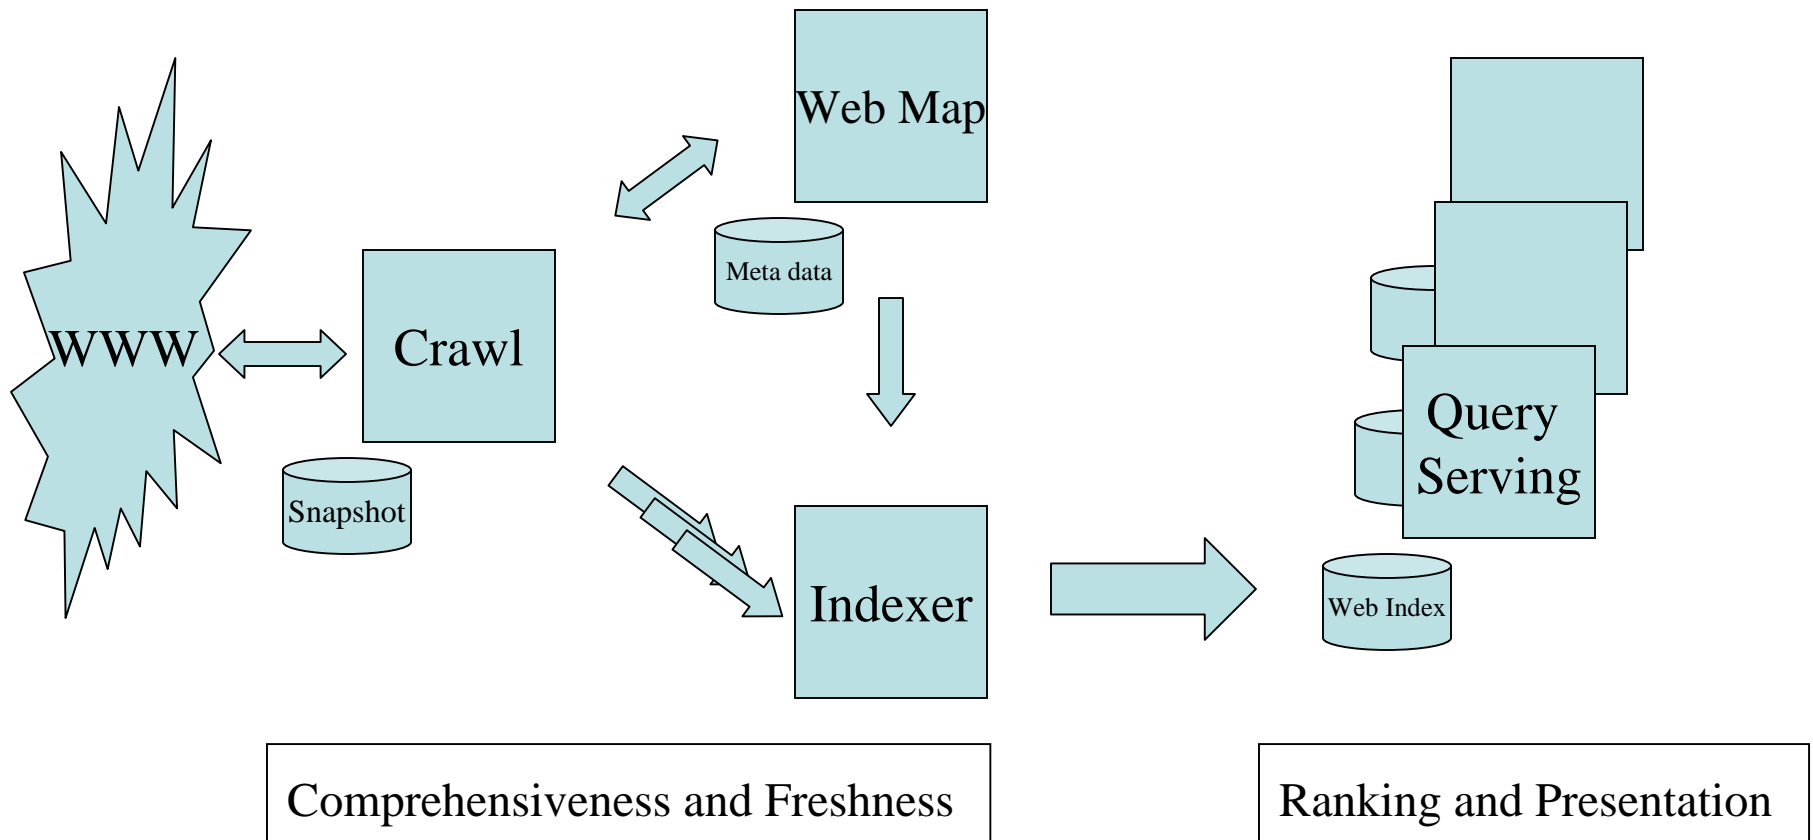 Web Map
Meta data
WWW
Crawl
Snapshot
Indexer
Query
Serving
Web Index
Comprehensiveness and Freshness
Ranking and Presentation